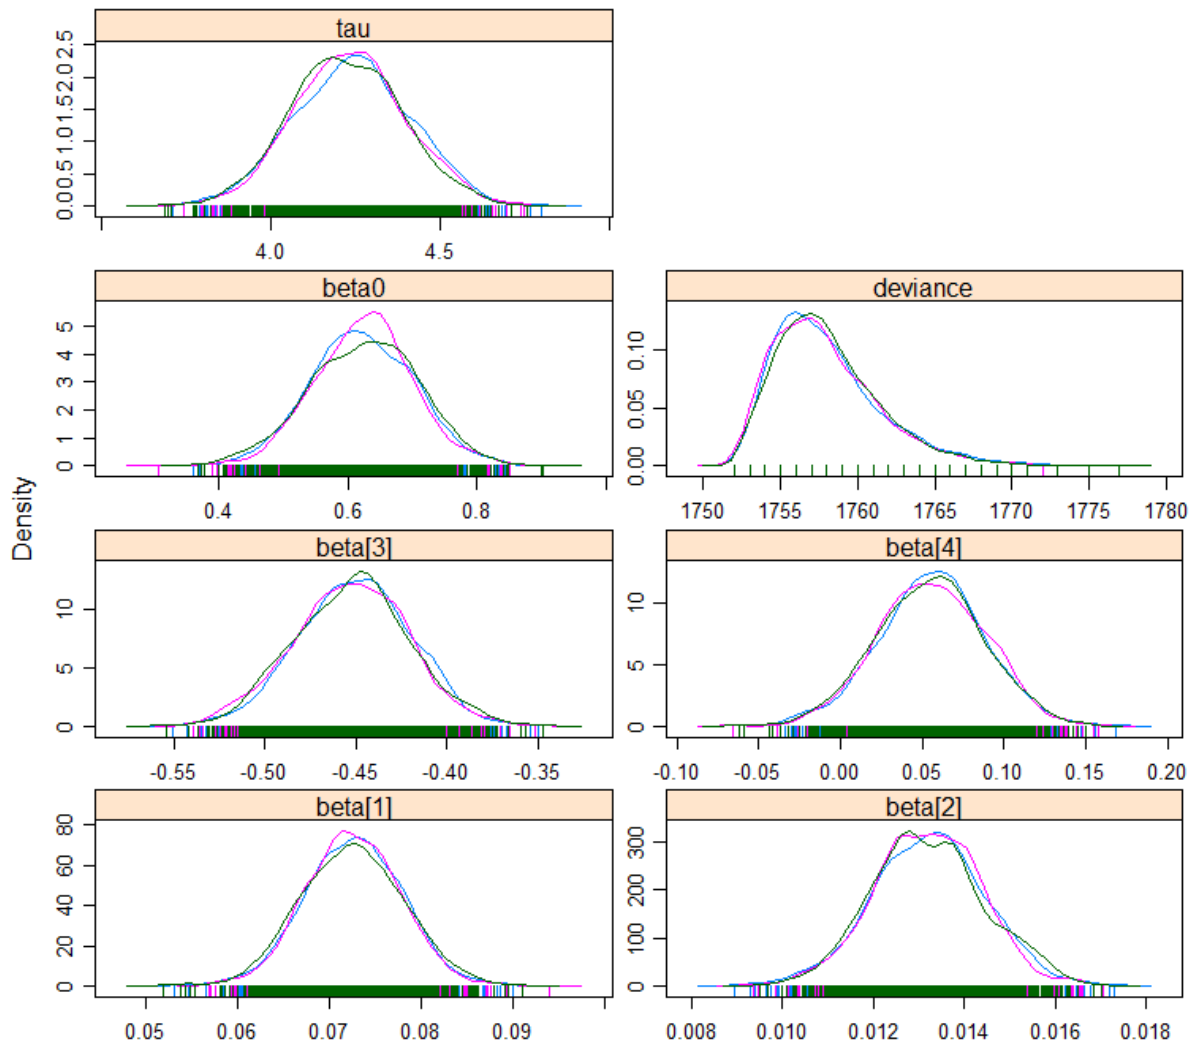 tau
0.0 0.5 1.0 1.5 2.0 2.5
4.0 4.5
beta0
0 1 2 3 4 5
0.4 0.6 0.8
deviance
0.00 0.05 0.10
1750 1755 1760 1765 1770 1775 1780
Density
beta[3]
0 5 10
-0.55 -0.50 -0.45 -0.40 -0.35
beta[4]
0 5 10
-0.10 -0.05 0.00 0.05 0.10 0.15 0.20
beta[1]
0 20 40 60 80
0.05 0.06 0.07 0.08 0.09
beta[2]
0 100 200 300
0.008 0.010 0.012 0.014 0.016 0.018